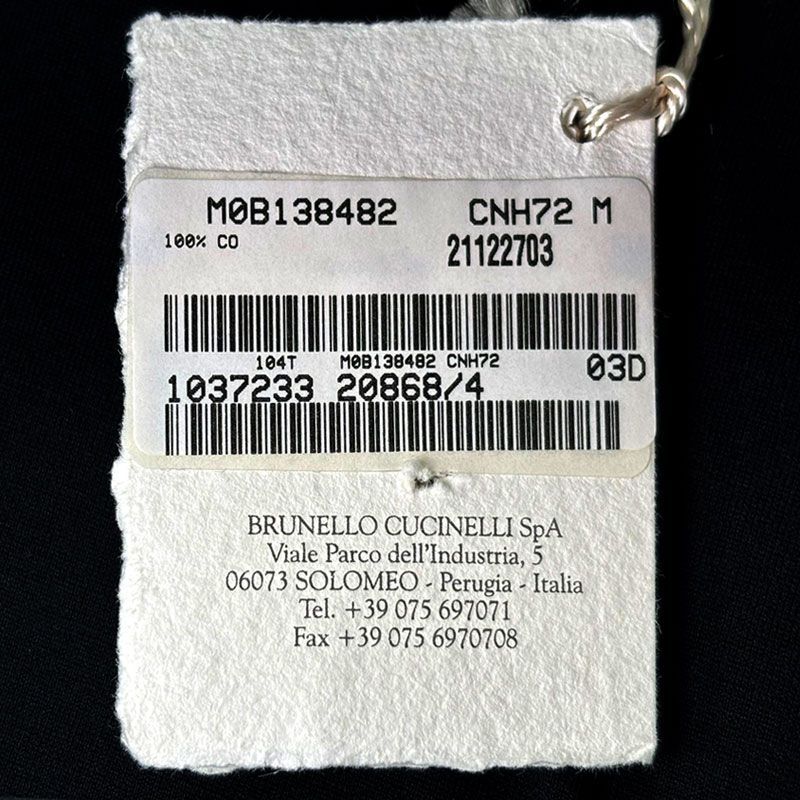 M0B138482 CNH72 M
100% CO 21122703
104T M0B138482 CNH72 03D
1037233 20868/4
BRUNELLO CUCINELLI SpA
Viale Parco dell'Industria, 5
06073 SOLOMEO - Perugia - Italia
Tel. +39 075 697071
Fax +39 075 6970708